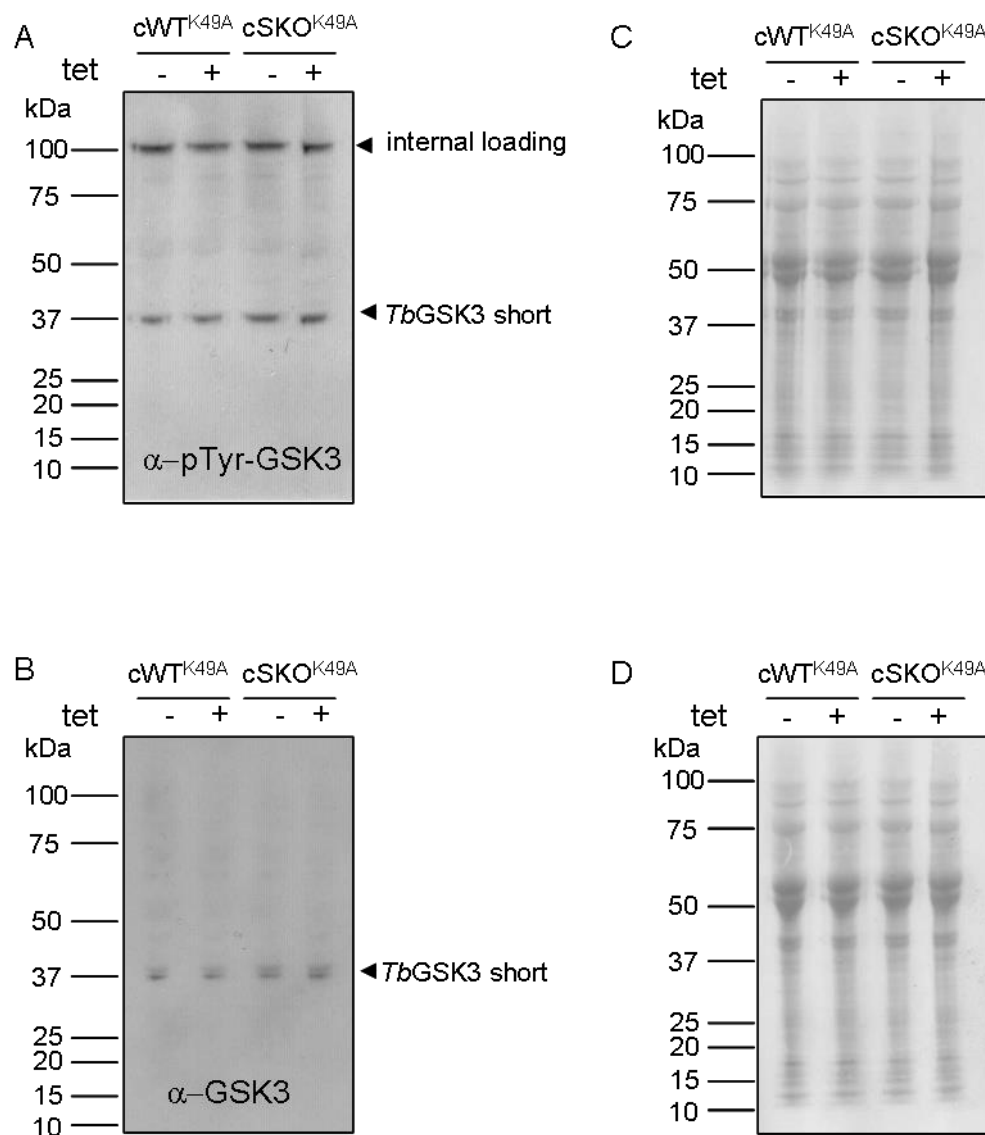 A
cWT^K49A cSKO^K49A
tet - + - +
kDa
100
75
50
37
25
20
15
10
internal loading
TbGSK3 short
α–pTyr-GSK3
C
cWT^K49A cSKO^K49A
tet - + - +
kDa
100
75
50
37
25
20
15
10
B
cWT^K49A cSKO^K49A
tet - + - +
kDa
100
75
50
37
25
20
15
10
TbGSK3 short
α–GSK3
D
cWT^K49A cSKO^K49A
tet - + - +
kDa
100
75
50
37
25
20
15
10